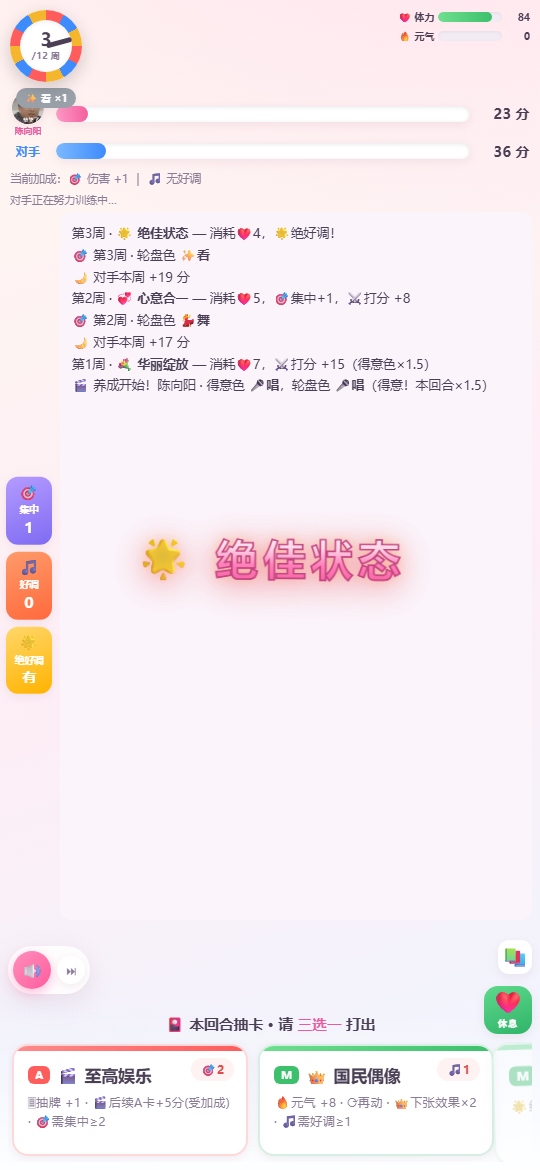 3
/12 周
体力 84
元气 0
看 ×1
陈向阳
23 分
对手
36 分
当前加成: 伤害 +1 | 无好调
对手正在努力训练中...
第3周 · 绝佳状态 — 消耗4, 绝好调!
第3周 · 轮盘色 看
对手本周 +19 分
第2周 · 心意合一 — 消耗5, 集中+1, 打分 +8
第2周 · 轮盘色 舞
对手本周 +17 分
第1周 · 华丽绽放 — 消耗7, 打分 +15（得意色×1.5）
养成开始！陈向阳 · 得意色 唱, 轮盘色 唱（得意！本回合×1.5）
集中
1
好调
0
绝好调
有
绝佳状态
休息
本回合抽卡 • 请 三选一 打出
A 至高娱乐 2
抽牌 +1 · 后续A卡+5分(受加成)
· 需集中≥2
M 国民偶像 1
元气 +8 · 再动 · 下张效果×2
· 需好调≥1
M